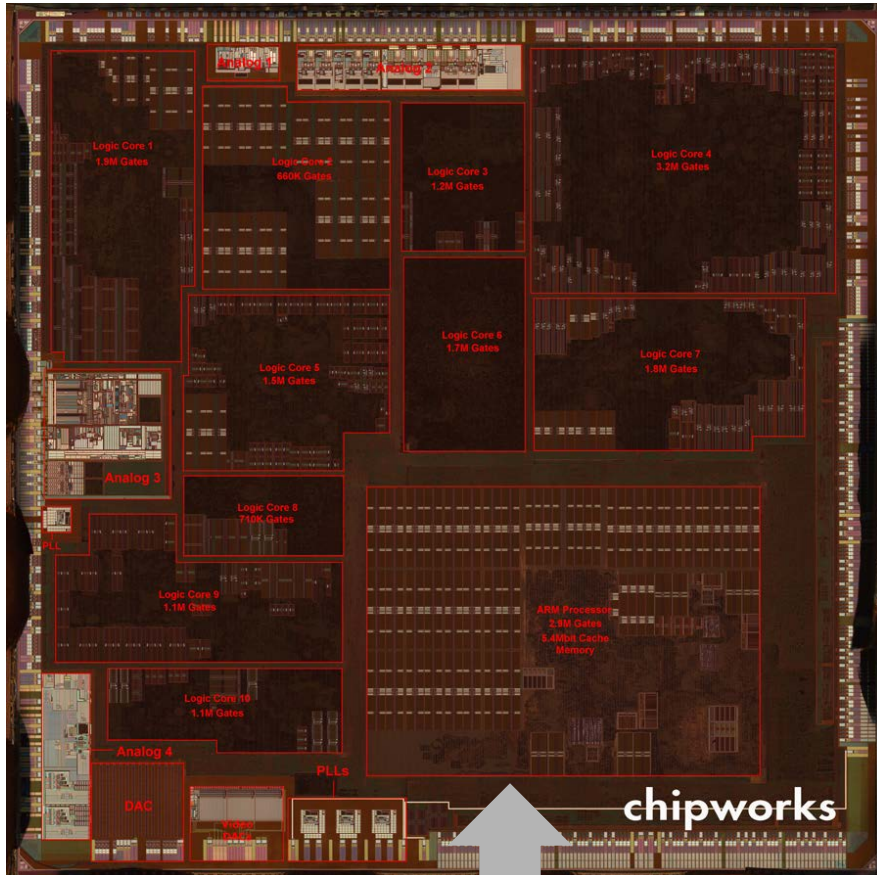 Analog 1
Analog 2
Logic Core 1
1.9M Gates
Logic Core 2
660K Gates
Logic Core 3
1.2M Gates
Logic Core 4
3.2M Gates
Logic Core 5
1.5M Gates
Logic Core 6
1.7M Gates
Logic Core 7
1.8M Gates
Analog 3
PLL
Logic Core 8
710K Gates
Logic Core 9
1.1M Gates
ARM Processor
2.9M Gates
5.4Mbit Cache
Memory
Logic Core 10
1.1M Gates
Analog 4
PLLs
DAC
Video
chipworks